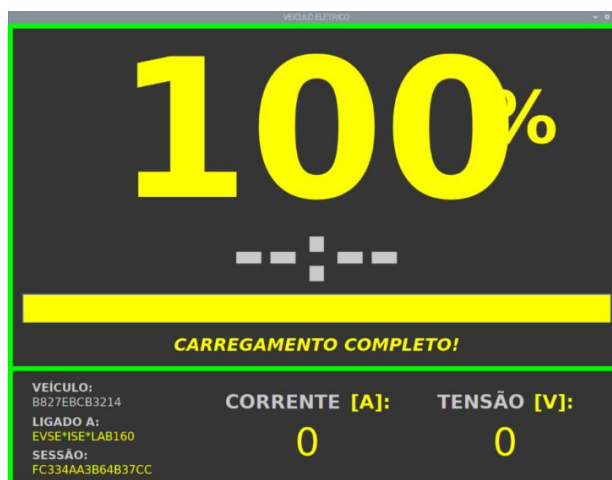 VEÍCULO ELÉTRICO
100%
--:--
CARREGAMENTO COMPLETO!
VEÍCULO:
B827EBCB3214
LIGADO A:
EVSE*ISE*LAB160
SESSÃO:
FC334AA3B64B37CC
CORRENTE [A]:
0
TENSÃO [V]:
0